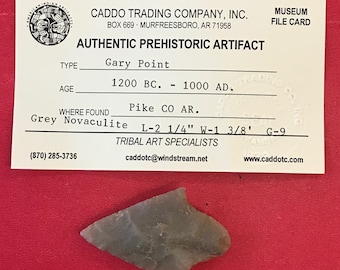 CADDO TRADING COMPANY, INC.
BOX 669 · MURFREESBORO, AR 71958
MUSEUM
FILE CARD
AUTHENTIC PREHISTORIC ARTIFACT
TYPE Gary Point
AGE 1200 BC. - 1000 AD.
WHERE FOUND Pike CO AR.
Grey Novaculite L-2 1/4" W-1 3/8' G-9
TRIBAL ART SPECIALISTS
(870) 285-3736 caddotc@windstream.net www.caddotc.com